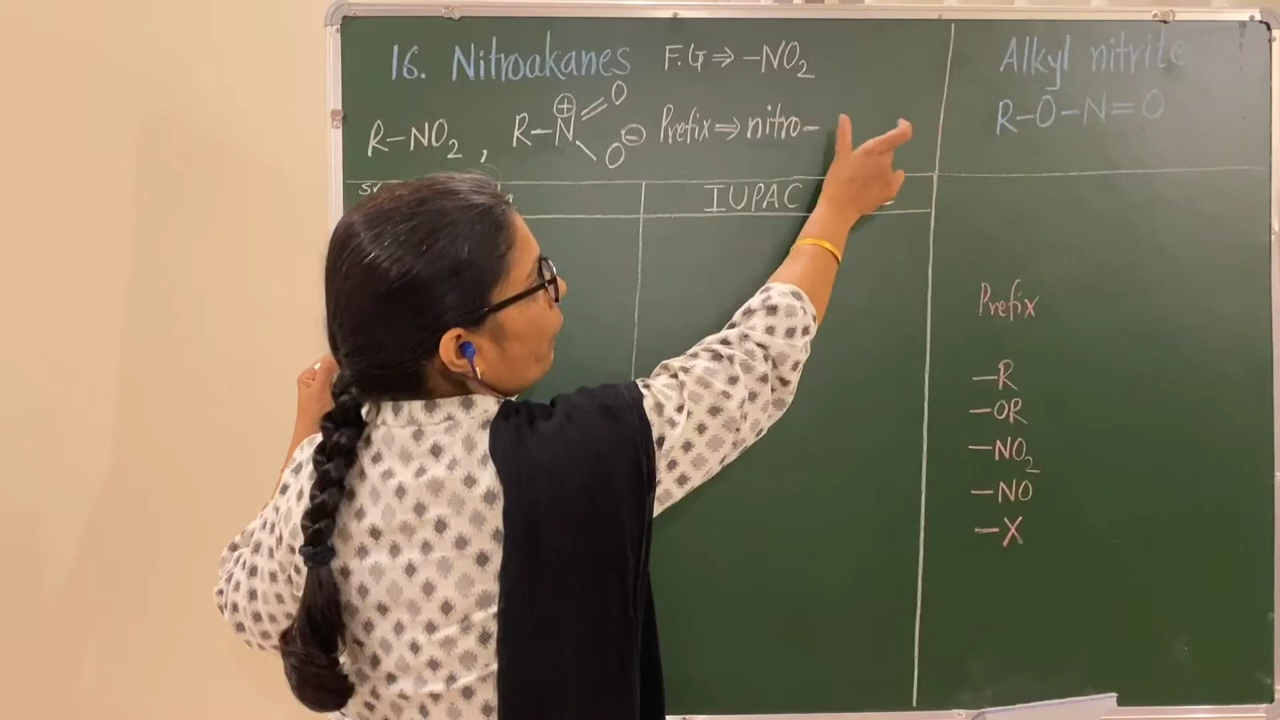 16. Nitroakanes F.G ⇒ –NO₂
R–NO₂ , R–N⊕ =O O⊖ Prefix ⇒ nitro–
IUPAC
Alkyl nitrite
R–O–N=O
Prefix
–R
–OR
–NO₂
–NO
–X